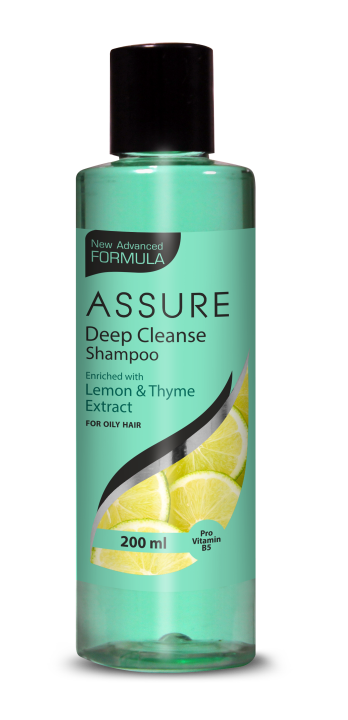 New Advanced
FORMULA
ASSURE
Deep Cleanse
Shampoo
Enriched with
Lemon & Thyme
Extract
FOR OILY HAIR
200 ml
Pro
Vitamin
B5